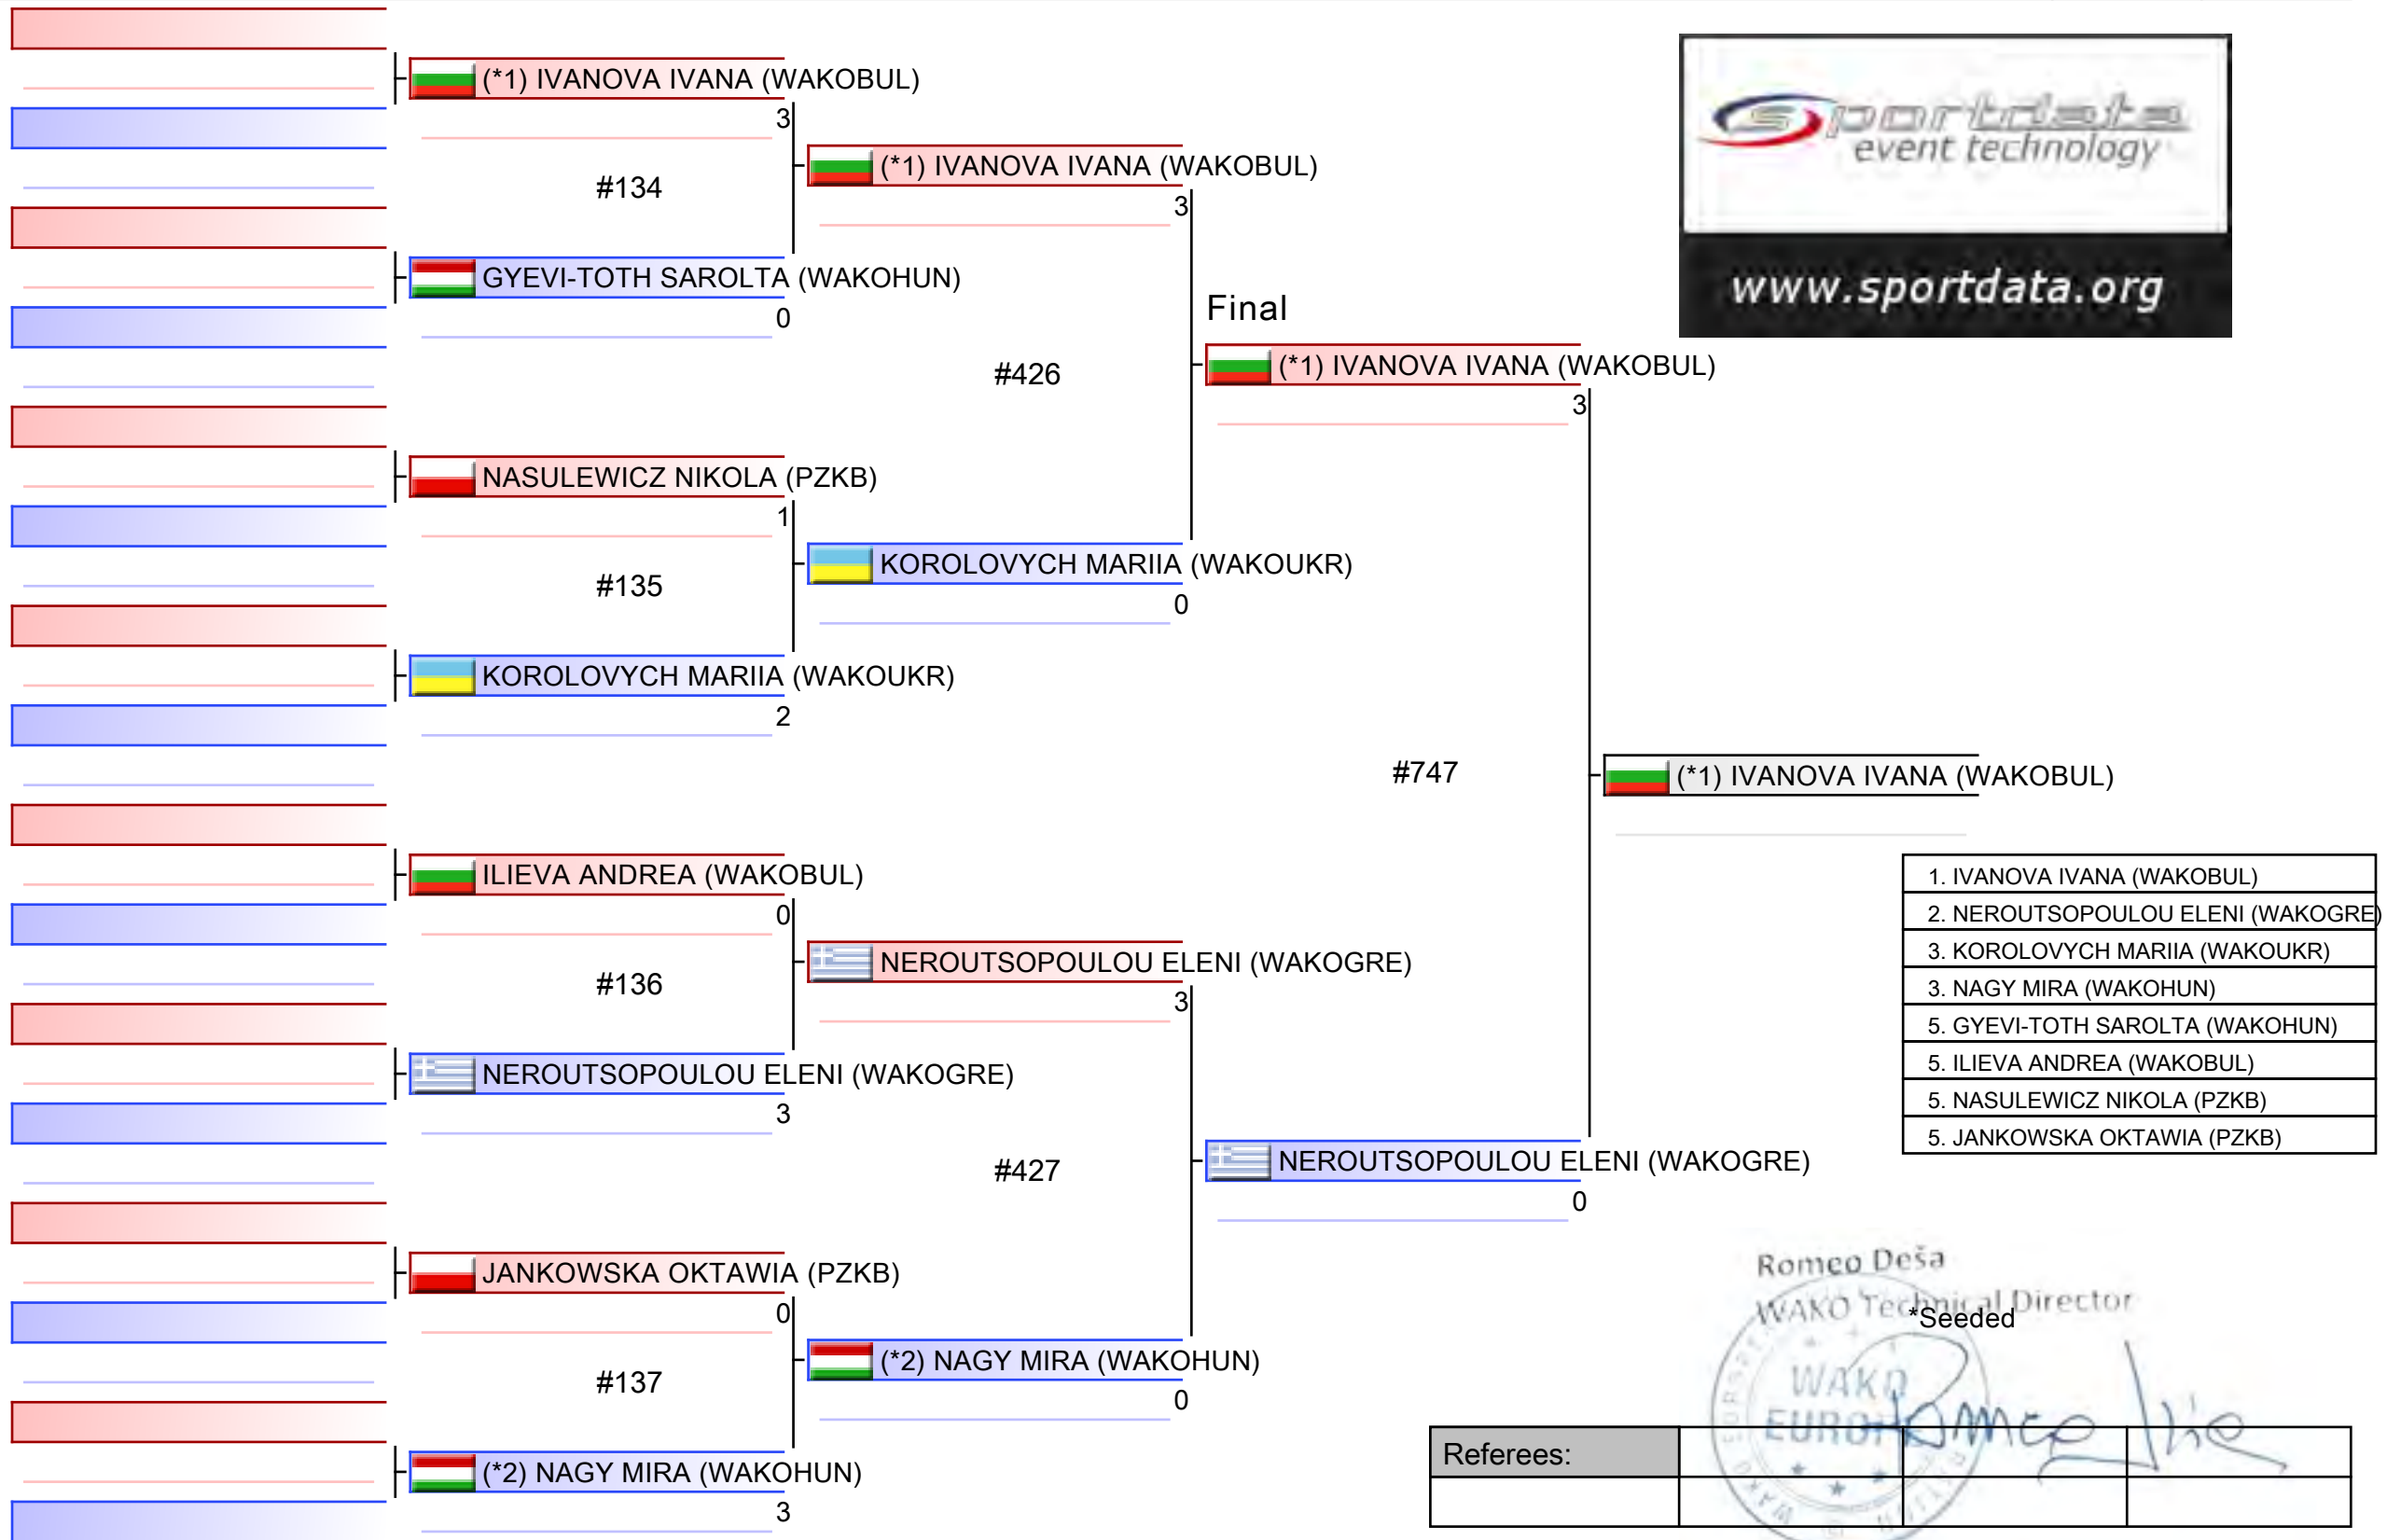 (*1) IVANOVA IVANA (WAKOBUL)
3
#134
GYEVI-TOTH SAROLTA (WAKOHUN)
0
NASULEWICZ NIKOLA (PZKB)
1
#135
KOROLOVYCH MARIIA (WAKOUKR)
2
ILIEVA ANDREA (WAKOBUL)
0
#136
NEROUTSOPOULOU ELENI (WAKOGRE)
3
JANKOWSKA OKTAWIA (PZKB)
0
#137
(*2) NAGY MIRA (WAKOHUN)
3
(*1) IVANOVA IVANA (WAKOBUL)
3
#426
KOROLOVYCH MARIIA (WAKOUKR)
0
NEROUTSOPOULOU ELENI (WAKOGRE)
3
#427
(*2) NAGY MIRA (WAKOHUN)
0
Final
(*1) IVANOVA IVANA (WAKOBUL)
3
#747
NEROUTSOPOULOU ELENI (WAKOGRE)
0
(*1) IVANOVA IVANA (WAKOBUL)
sportdata
event technology
www.sportdata.org
1. IVANOVA IVANA (WAKOBUL)
2. NEROUTSOPOULOU ELENI (WAKOGRE)
3. KOROLOVYCH MARIIA (WAKOUKR)
3. NAGY MIRA (WAKOHUN)
5. GYEVI-TOTH SAROLTA (WAKOHUN)
5. ILIEVA ANDREA (WAKOBUL)
5. NASULEWICZ NIKOLA (PZKB)
5. JANKOWSKA OKTAWIA (PZKB)
Romeo Deša
WAKO Technical Director
*Seeded
WAKO
EUROPE
Referees: